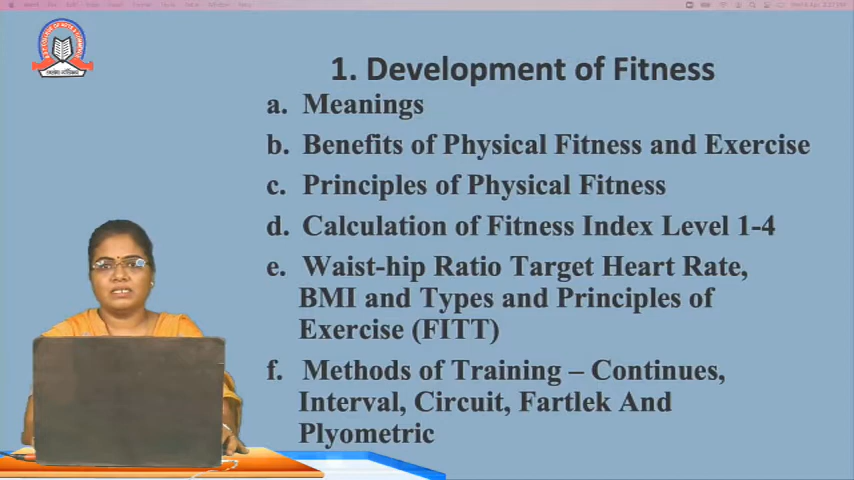 1. Development of Fitness
a. Meanings
b. Benefits of Physical Fitness and Exercise
c. Principles of Physical Fitness
d. Calculation of Fitness Index Level 1-4
e. Waist-hip Ratio Target Heart Rate,
BMI and Types and Principles of
Exercise (FITT)
f. Methods of Training – Continues,
Interval, Circuit, Fartlek And
Plyometric